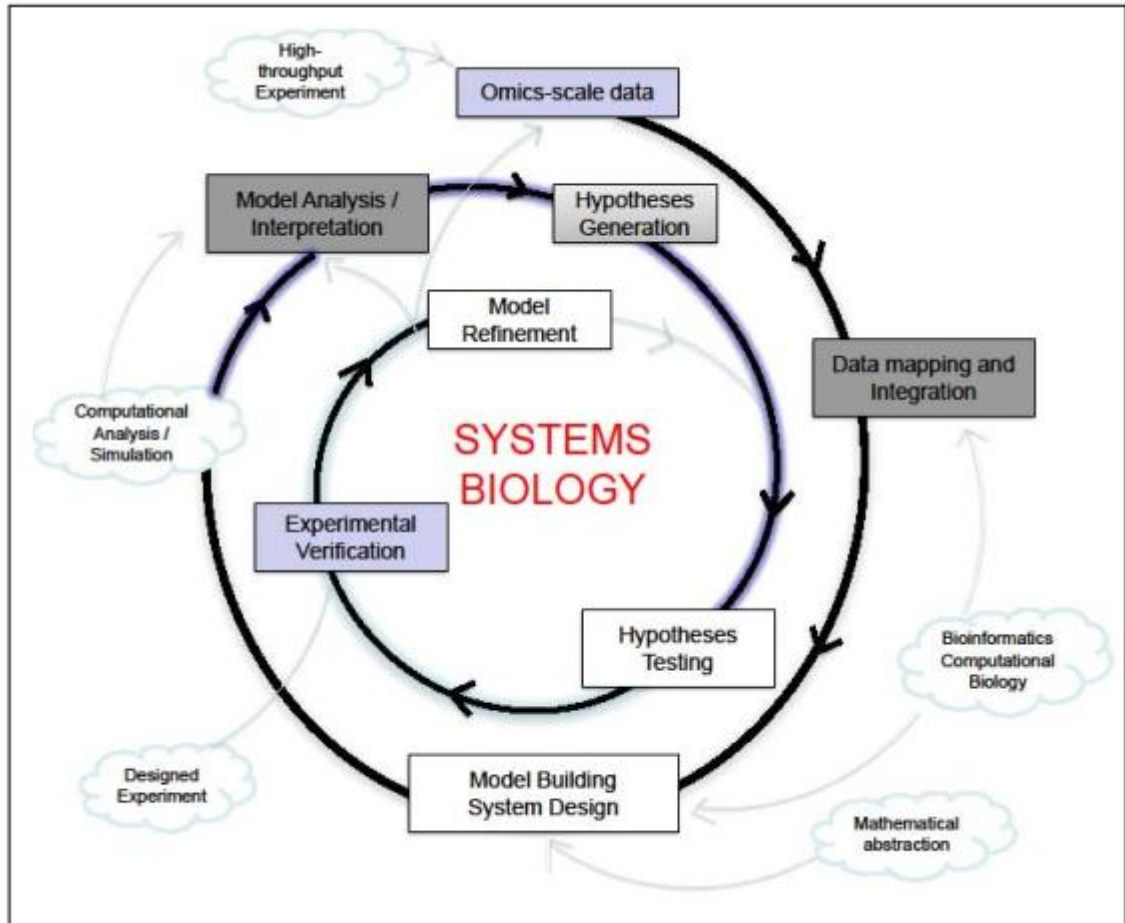 High-
throughput
Experiment
Omics-scale data
Model Analysis /
Interpretation
Hypotheses
Generation
Model
Refinement
Data mapping and
Integration
Computational
Analysis /
Simulation
SYSTEMS
BIOLOGY
Experimental
Verification
Hypotheses
Testing
Bioinformatics
Computational
Biology
Designed
Experiment
Model Building
System Design
Mathematical
abstraction